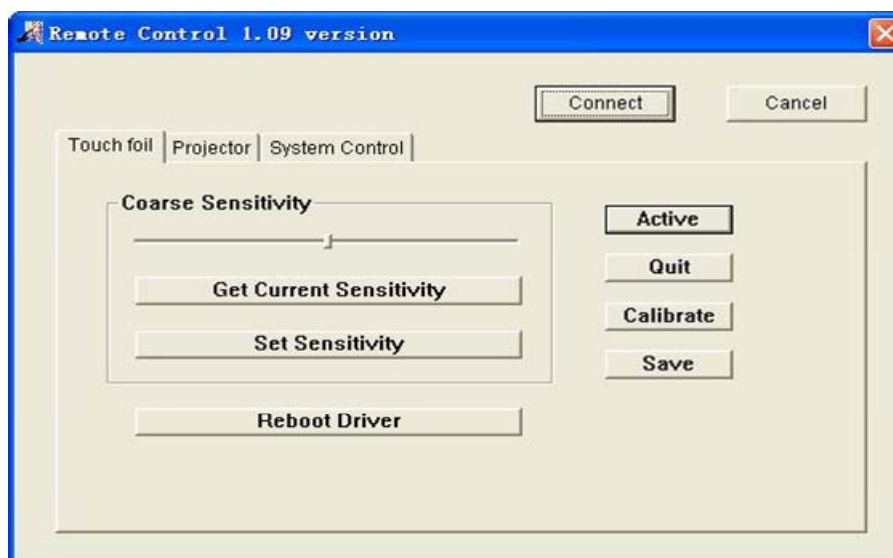 Remote Control 1.09 version
Connect Cancel
Touch foil Projector System Control
Coarse Sensitivity
Active
Get Current Sensitivity
Quit
Set Sensitivity
Calibrate
Save
Reboot Driver